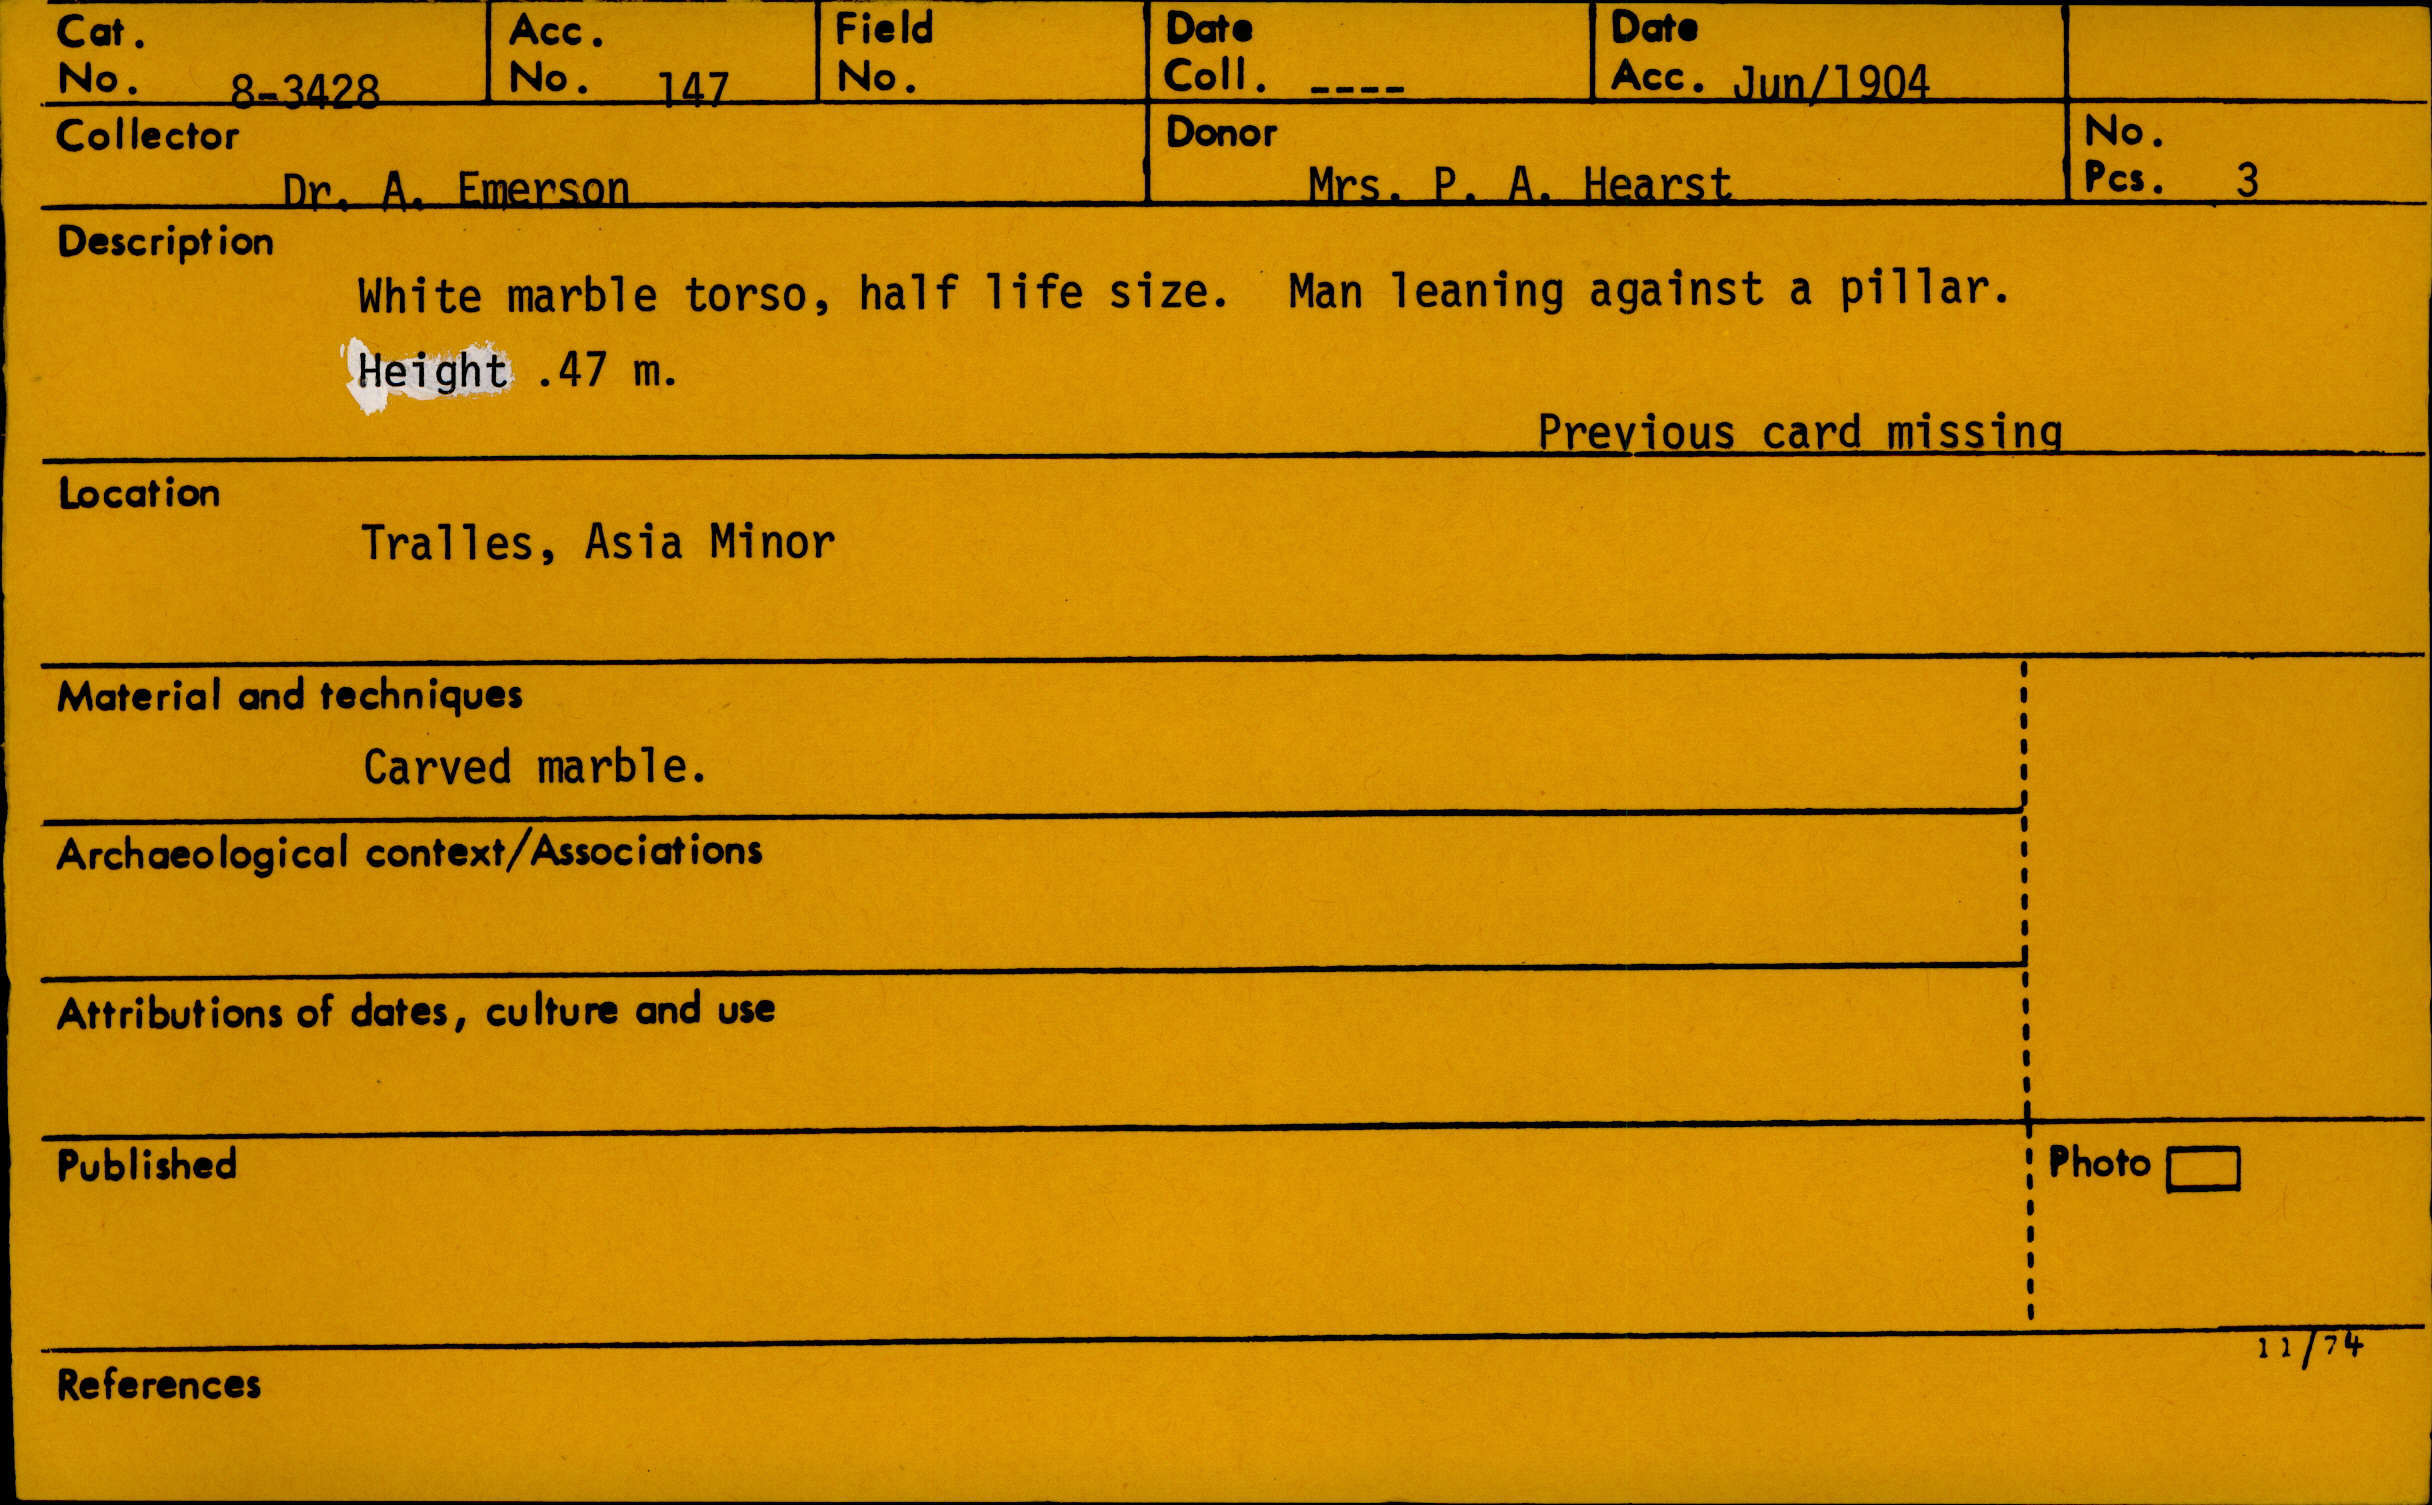 Cat. No. 8-3428
Acc. No. 147
Field No.
Date Coll. ----
Date Acc. Jun/1904
Collector
Dr. A. Emerson
Donor
Mrs. P. A. Hearst
No. Pcs. 3
Description
White marble torso, half life size. Man leaning against a pillar.
Height .47 m.
Previous card missing
Location
Tralles, Asia Minor
Material and techniques
Carved marble.
Archaeological context/Associations
Attributions of dates, culture and use
Published
Photo
11/74
References